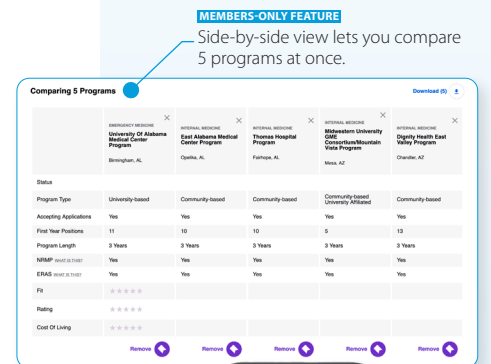 MEMBERS-ONLY FEATURE
Side-by-side view lets you compare
5 programs at once.
Comparing 5 Programs
Download (5)
EMERGENCY MEDICINE
University Of Alabama
Medical Center
Program
Birmingham, AL
INTERNAL MEDICINE
East Alabama Medical
Center Program
Opelika, AL
INTERNAL MEDICINE
Thomas Hospital
Program
Fairhope, AL
INTERNAL MEDICINE
Midwestern University
GME
Consortium/Mountain
Vista Program
Mesa, AZ
INTERNAL MEDICINE
Dignity Health East
Valley Program
Chandler, AZ
Status
Program Type University-based Community-based Community-based Community-based University Affiliated Community-based
Accepting Applications Yes Yes Yes Yes Yes
First Year Positions 11 10 10 5 13
Program Length 3 Years 3 Years 3 Years 3 Years 3 Years
NRMP WHAT IS THIS? Yes Yes Yes Yes Yes
ERAS WHAT IS THIS? Yes Yes Yes Yes Yes
Fit
Rating
Cost Of Living
Remove Remove Remove Remove Remove